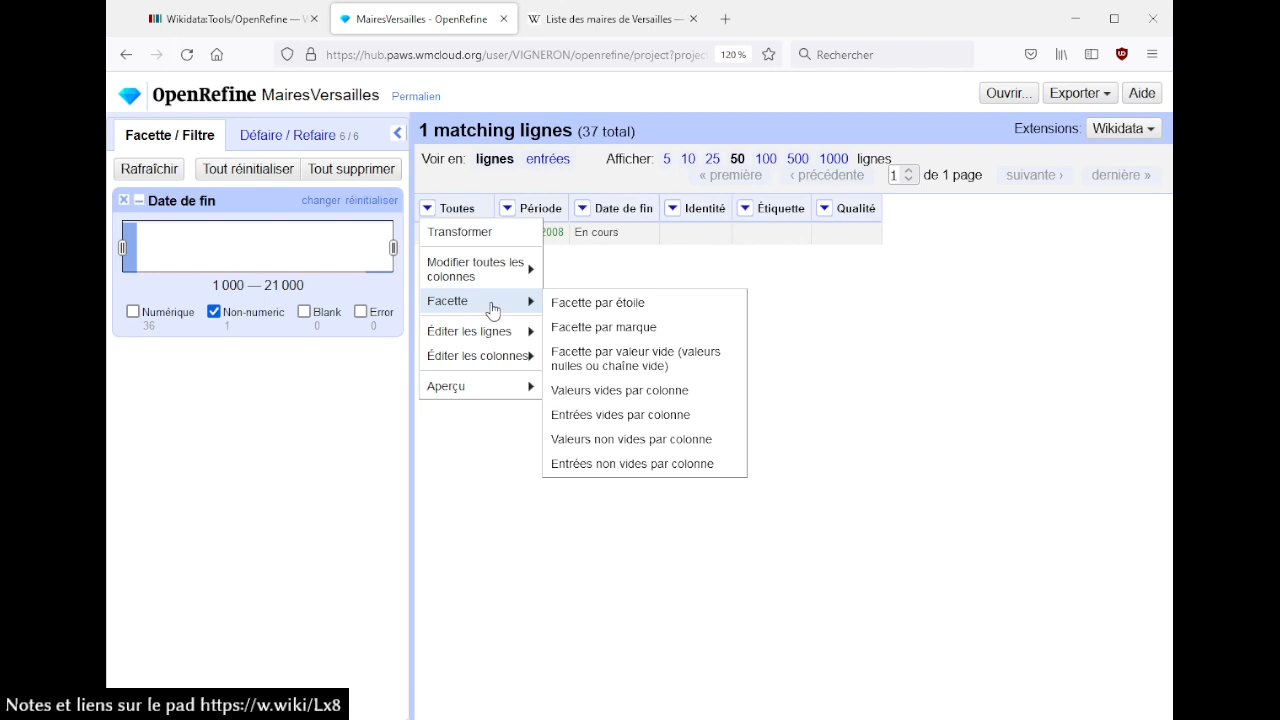 Wikidata:Tools/OpenRefine —
MairesVersailles - OpenRefine
Liste des maires de Versailles —
https://hub.paws.wmcloud.org/user/VIGNERON/openrefine/project?projec
120 %
Rechercher
OpenRefine MairesVersailles Permalien
Ouvrir... Exporter Aide
Facette / Filtre Défaire / Refaire 6 / 6
1 matching lignes (37 total)
Extensions: Wikidata
Rafraîchir Tout réinitialiser Tout supprimer
Voir en: lignes entrées Afficher: 5 10 25 50 100 500 1000 lignes
« première ‹ précédente 1 de 1 page suivante › dernière »
Date de fin changer réinitialiser
1 000 — 21 000
Numérique Non-numeric Blank Error
36 1 0 0
Toutes Période Date de fin Identité Étiquette Qualité
2008 En cours
Transformer
Modifier toutes les
colonnes
Facette
Éditer les lignes
Éditer les colonnes
Aperçu
Facette par étoile
Facette par marque
Facette par valeur vide (valeurs
nulles ou chaîne vide)
Valeurs vides par colonne
Entrées vides par colonne
Valeurs non vides par colonne
Entrées non vides par colonne
Notes et liens sur le pad https://w.wiki/Lx8